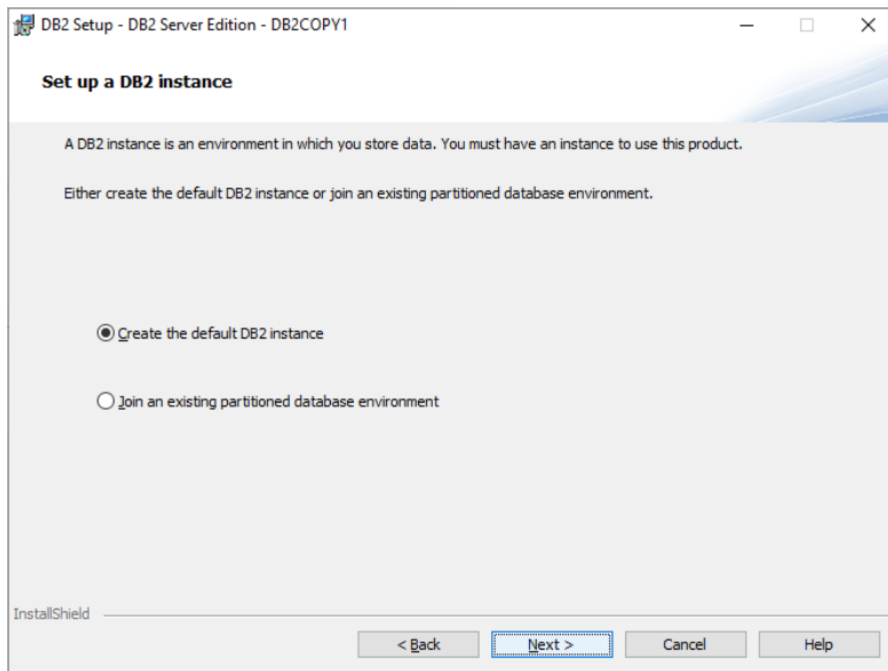 DB2 Setup - DB2 Server Edition - DB2COPY1
Set up a DB2 instance
A DB2 instance is an environment in which you store data. You must have an instance to use this product.
Either create the default DB2 instance or join an existing partitioned database environment.
Create the default DB2 instance
Join an existing partitioned database environment
InstallShield
< Back
Next >
Cancel
Help